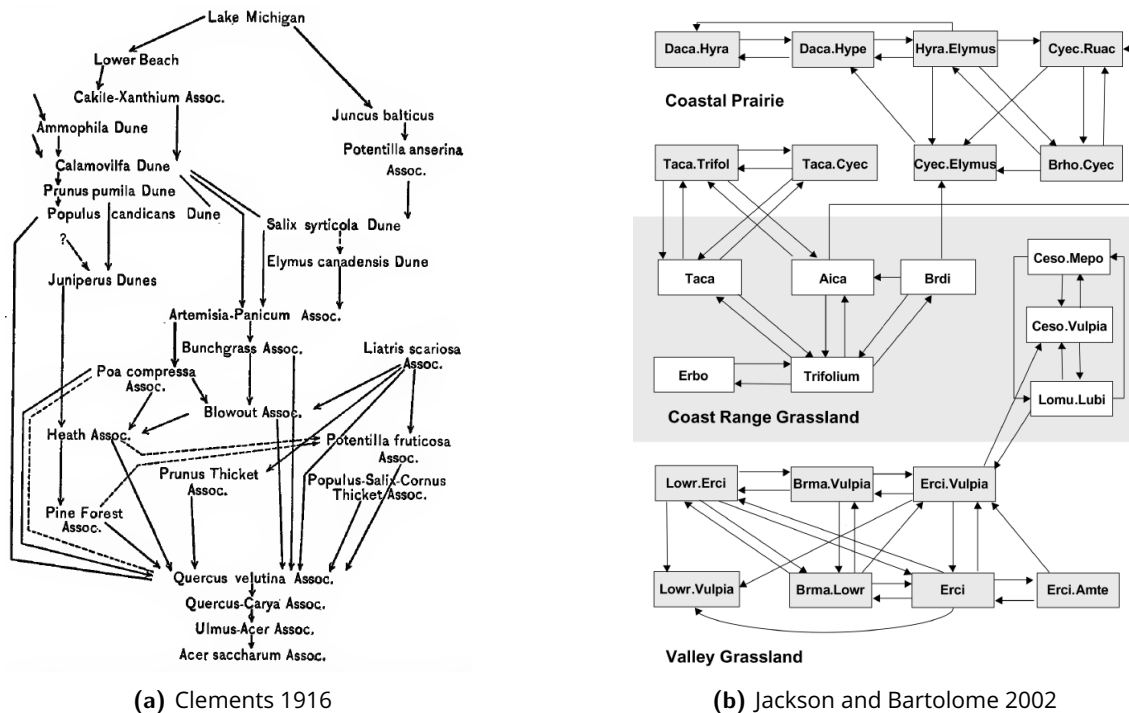 Lake Michigan
Lower Beach
Cakile-Xanthium Assoc.
Juncus balticus
Ammophila Dune
Potentilla anserina
Assoc.
Calamovilfa Dune
Prunus pumila Dune
Populus candicans Dune
Salix syrticola Dune
?
Elymus canadensis Dune
Juniperus Dunes
Artemisia-Panicum Assoc.
Bunchgrass Assoc.
Liatris scariosa
Assoc.
Poa compressa
Assoc.
Blowout Assoc.
Heath Assoc.
Potentilla fruticosa
Assoc.
Prunus Thicket
Assoc.
Populus-Salix-Cornus
Thicket Assoc.
Pine Forest
Assoc.
Quercus velutina Assoc.
Quercus-Carya Assoc.
Ulmus-Acer Assoc.
Acer saccharum Assoc.
(a) Clements 1916
Daca.Hyra
Daca.Hype
Hyra.Elymus
Cyec.Ruac
Coastal Prairie
Taca.Trifol
Taca.Cyec
Cyec.Elymus
Brho.Cyec
Taca
Aica
Brdi
Ceso.Mepo
Ceso.Vulpia
Erbo
Trifolium
Lomu.Lubi
Coast Range Grassland
Lowr.Erci
Brma.Vulpia
Erci.Vulpia
Lowr.Vulpia
Brma.Lowr
Erci
Erci.Amte
Valley Grassland
(b) Jackson and Bartolome 2002